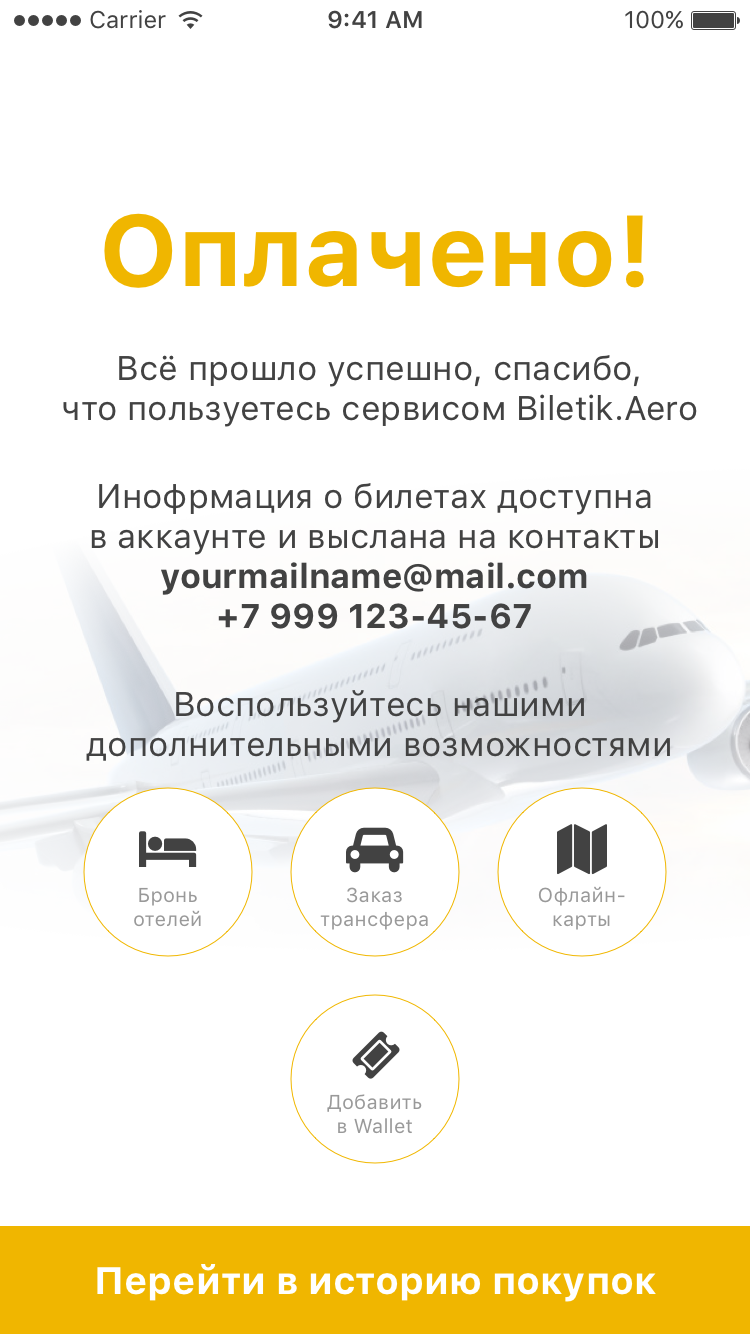 Carrier 9:41 AM 100%
Оплачено!
Всё прошло успешно, спасибо,
что пользуетесь сервисом Biletik.Aero
Инофрмация о билетах доступна
в аккаунте и выслана на контакты
yourmailname@mail.com
+7 999 123-45-67
Воспользуйтесь нашими
дополнительными возможностями
Бронь
отелей
Заказ
трансфера
Офлайн-
карты
Добавить
в Wallet
Перейти в историю покупок